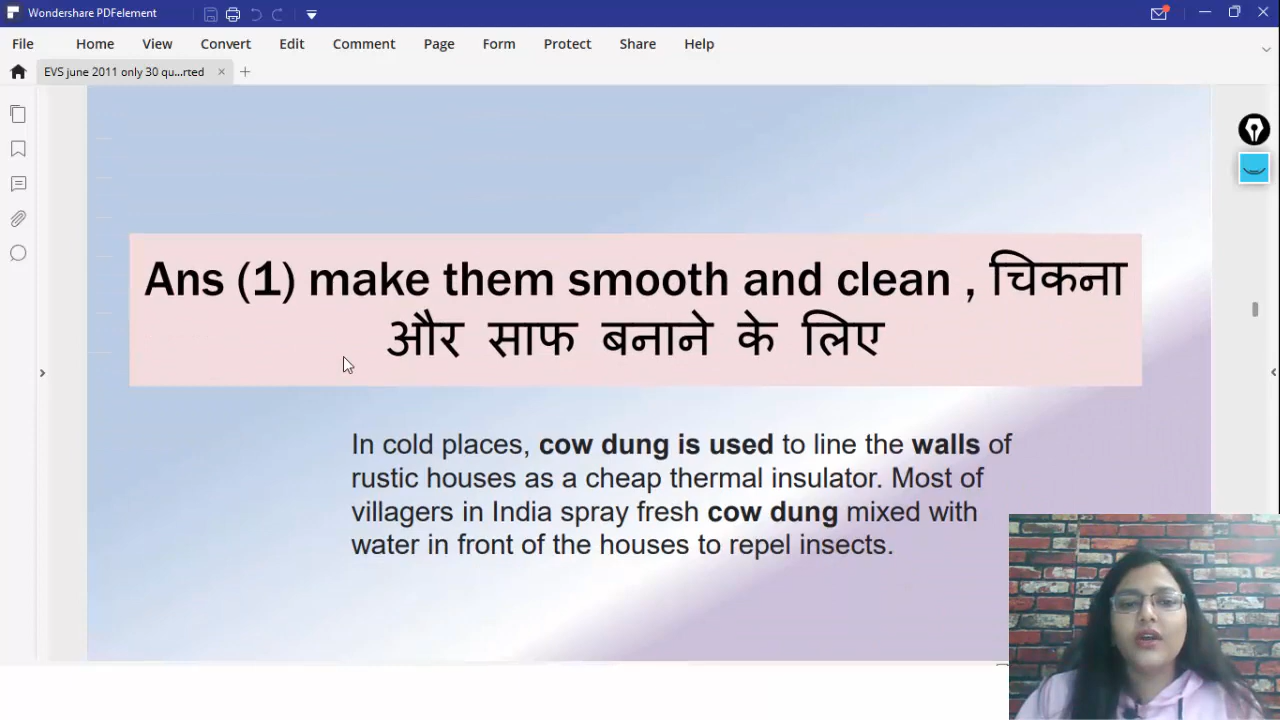 Wondershare PDFelement
File Home View Convert Edit Comment Page Form Protect Share Help
EVS june 2011 only 30 qu...rted
Ans (1) make them smooth and clean , चिकना
और साफ बनाने के लिए
In cold places, cow dung is used to line the walls of
rustic houses as a cheap thermal insulator. Most of
villagers in India spray fresh cow dung mixed with
water in front of the houses to repel insects.